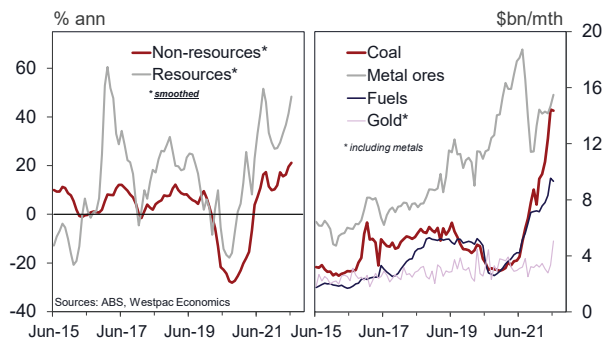 % ann
$bn/mth
60
40
20
0
-20
-40
Non-resources*
Resources*
* smoothed
Sources: ABS, Westpac Economics
Jun-15
Jun-17
Jun-19
Jun-21
Coal
Metal ores
Fuels
Gold*
* including metals
20
16
12
8
4
0
Jun-15
Jun-17
Jun-19
Jun-21